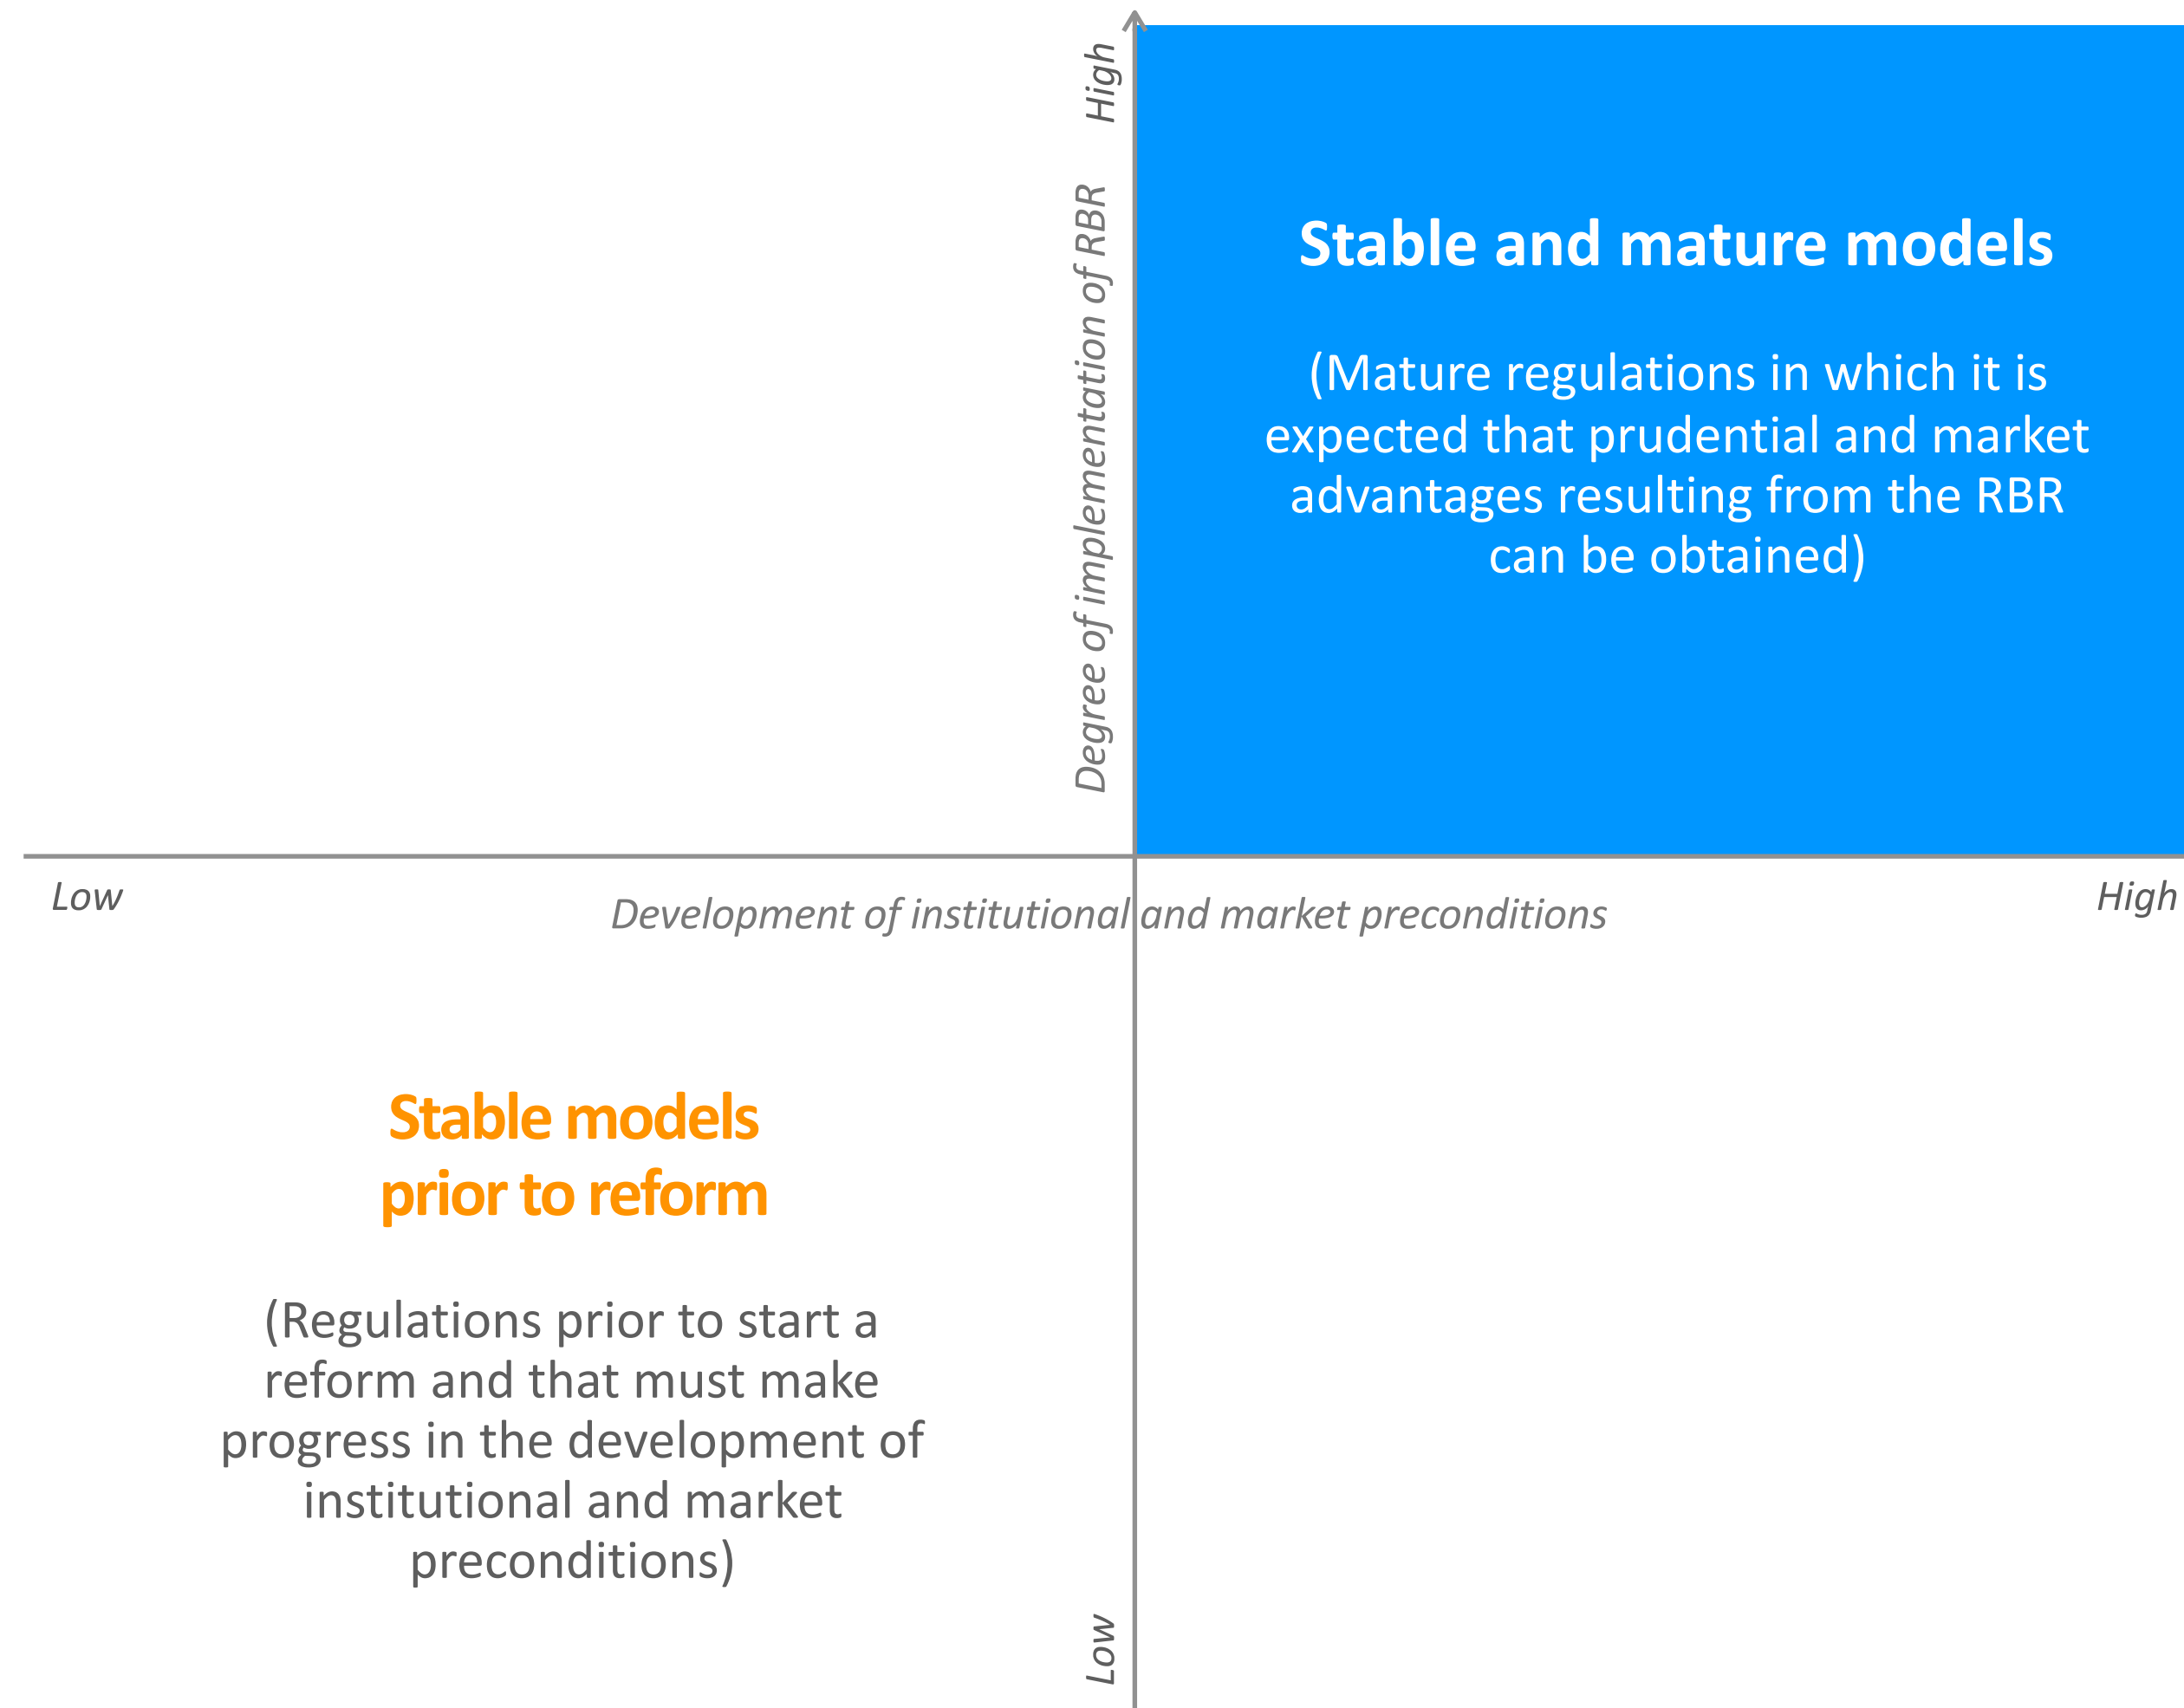 High
Degree of implementation of RBR
Stable and mature models
(Mature regulations in which it is
expected that prudential and market
advantages resulting from the RBR
can be obtained)
Low
Development of institutional and market preconditions
High
Stable models
prior to reform
(Regulations prior to start a
reform and that must make
progress in the development of
institutional and market
preconditions)
Low